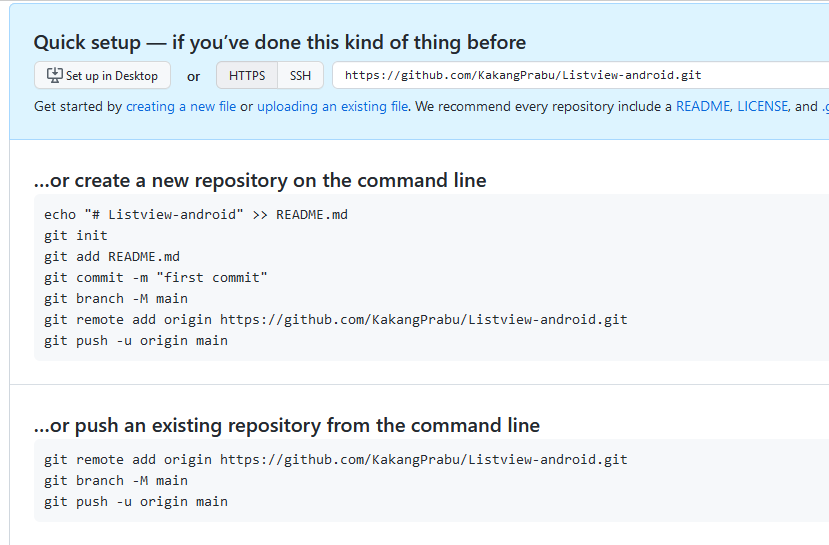 Quick setup — if you’ve done this kind of thing before
Set up in Desktop or HTTPS SSH https://github.com/KakangPrabu/Listview-android.git
Get started by creating a new file or uploading an existing file. We recommend every repository include a README, LICENSE, and .g
…or create a new repository on the command line
echo "# Listview-android" >> README.md
git init
git add README.md
git commit -m "first commit"
git branch -M main
git remote add origin https://github.com/KakangPrabu/Listview-android.git
git push -u origin main
…or push an existing repository from the command line
git remote add origin https://github.com/KakangPrabu/Listview-android.git
git branch -M main
git push -u origin main